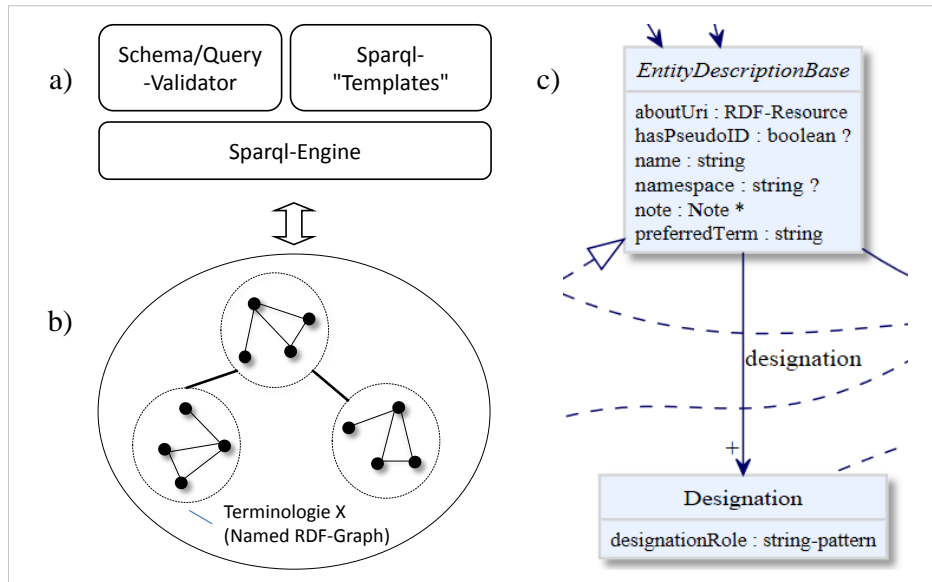 a)
Schema/Query
-Validator
Sparql-
"Templates"
Sparql-Engine
b)
Terminologie X
(Named RDF-Graph)
c)
EntityDescriptionBase
aboutUri : RDF-Resource
hasPseudoID : boolean ?
name : string
namespace : string ?
note : Note *
preferredTerm : string
designation
+
Designation
designationRole : string-pattern